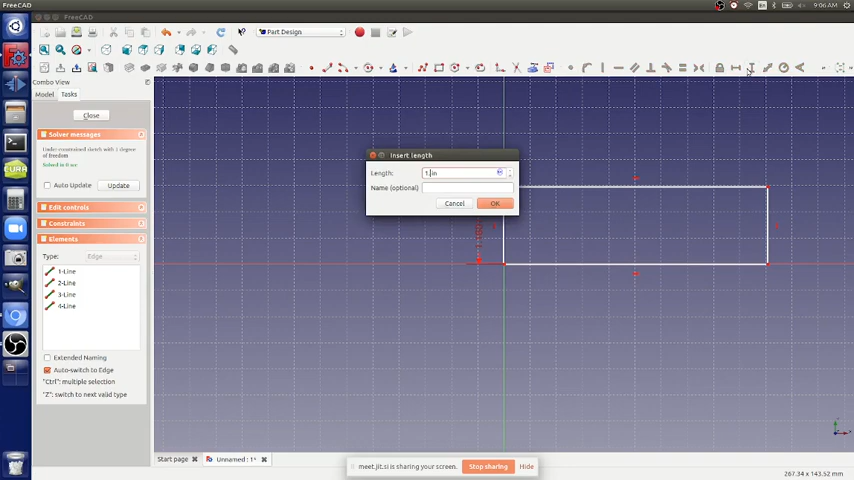 FreeCAD
En
9:06 AM
FreeCAD
Part Design
Combo View
Model Tasks
Close
Solver messages
Under-constrained sketch with 1 degree of freedom
Solved in 0 sec
Auto Update
Update
Edit controls
Constraints
Elements
Type:
Edge
1-Line
2-Line
3-Line
4-Line
Extended Naming
Auto-switch to Edge
"Ctrl": multiple selection
"Z": switch to next valid type
Insert length
Length:
1.in
Name (optional)
Cancel
OK
CURA
Start page
Unnamed : 1*
meet.jit.si is sharing your screen.
Stop sharing
Hide
267.34 x 143.52 mm